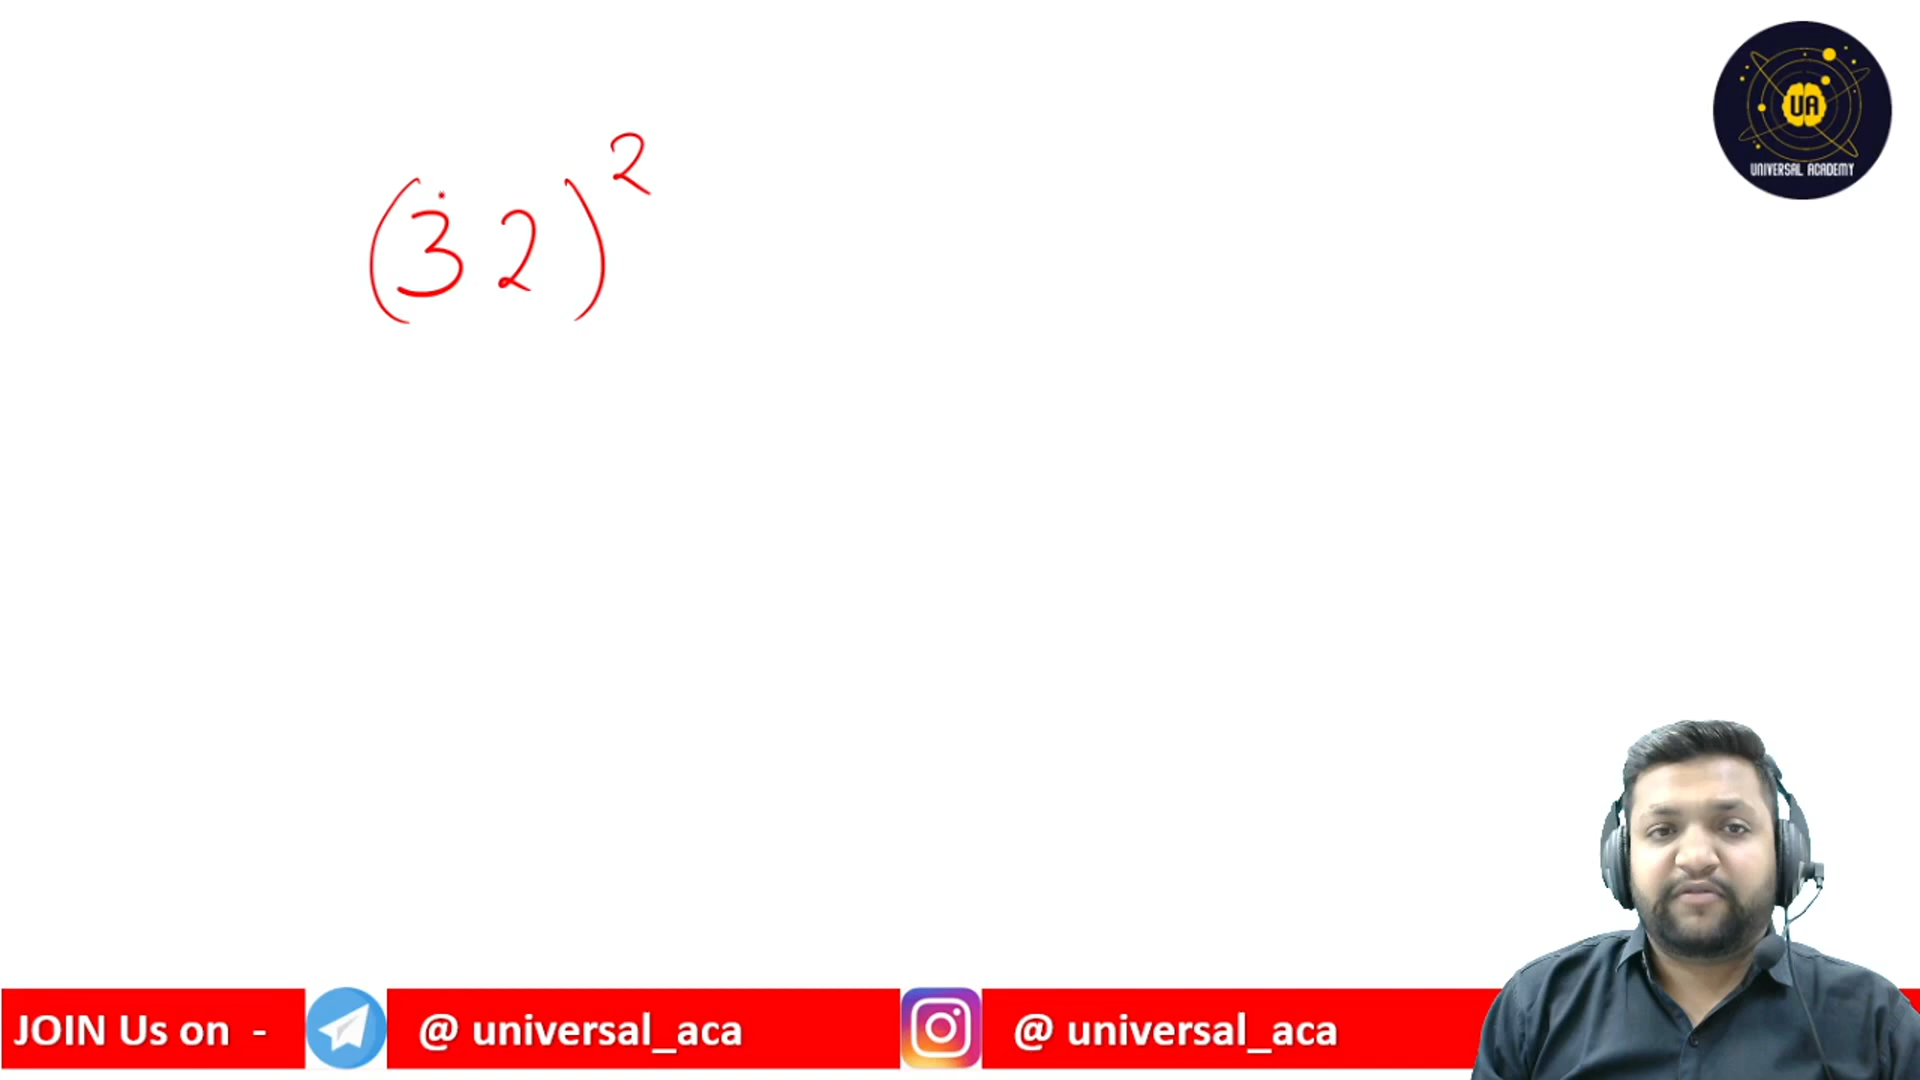 (32)²
UA
UNIVERSAL ACADEMY
JOIN Us on - @ universal_aca @ universal_aca